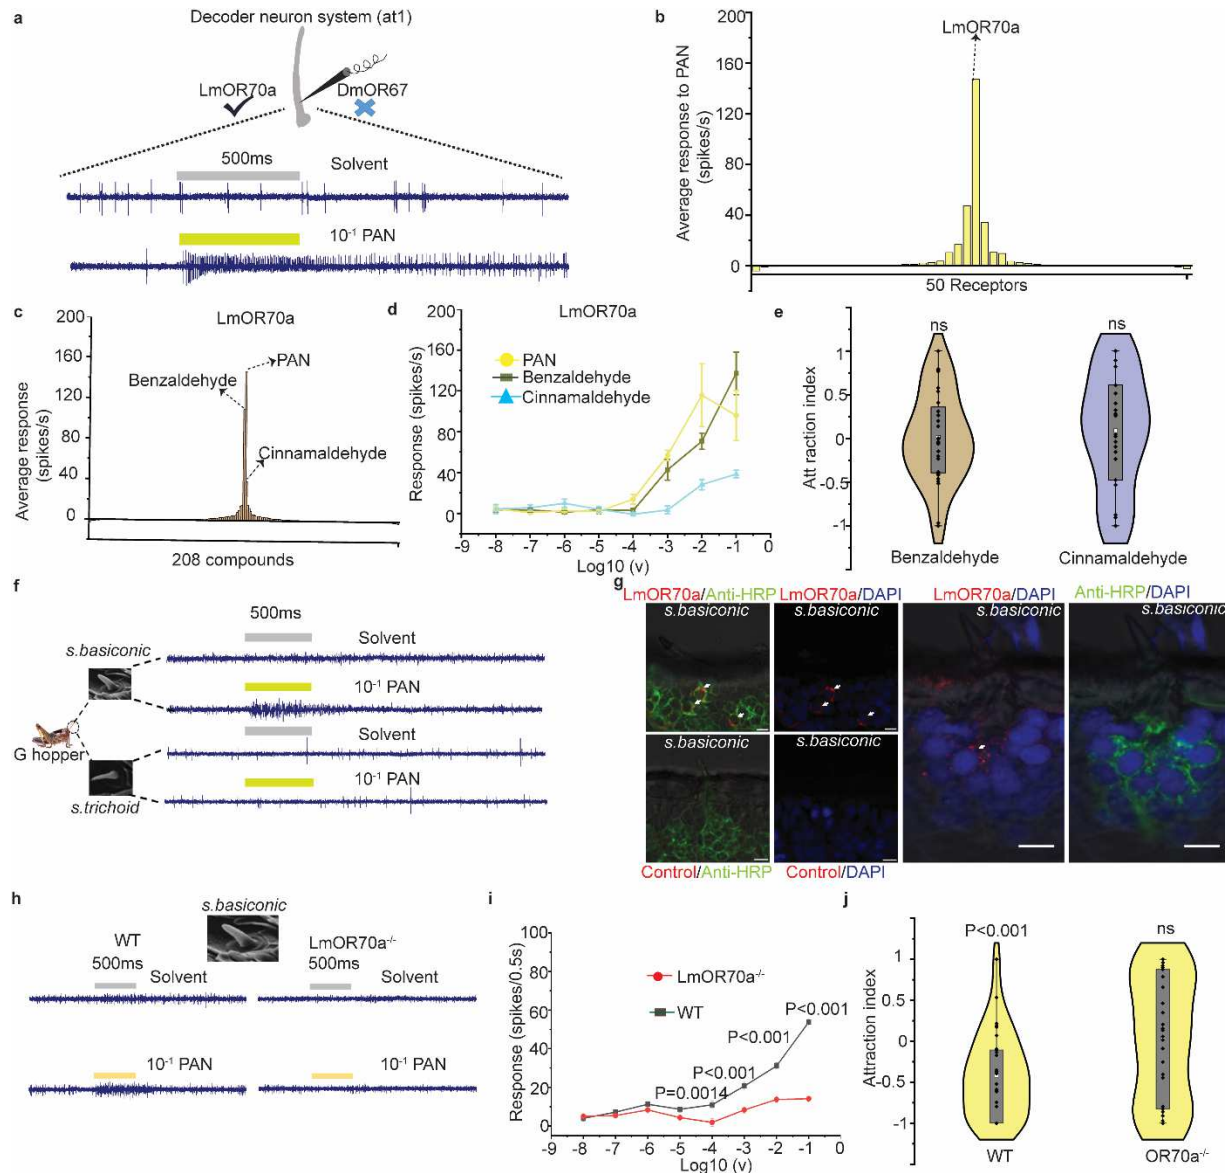 a
Decoder neuron system (at1)
LmOR70a
DmOR67
500ms
Solvent
10-1 PAN
b
Average response to PAN
(spikes/s)
200
160
120
80
40
0
LmOR70a
50 Receptors
c
LmOR70a
Average response
(spikes/s)
200
160
120
80
40
0
PAN
Benzaldehyde
Cinnamaldehyde
208 compounds
d
LmOR70a
Response (spikes/s)
200
160
120
80
40
0
PAN
Benzaldehyde
Cinnamaldehyde
-9 -8 -7 -6 -5 -4 -3 -2 -1 0
Log10 (v)
e
ns
ns
Att raction index
1
0.5
0
-0.5
-1
Benzaldehyde
Cinnamaldehyde
f
500ms
Solvent
s.basiconic
10-1 PAN
Solvent
G hopper
10-1 PAN
s.trichoid
g
LmOR70a/Anti-HRP
LmOR70a/DAPI
LmOR70a/DAPI
Anti-HRP/DAPI
s.basiconic
s.basiconic
s.basiconic
s.basiconic
s.basiconic
s.basiconic
Control/Anti-HRP
Control/DAPI
h
s.basiconic
WT
LmOR70a-/-
500ms
500ms
Solvent
Solvent
10-1 PAN
10-1 PAN
i
Response (spikes/0.5s)
100
80
60
40
20
0
LmOR70a-/-
WT
P<0.001
P<0.001
P<0.001
P=0.0014
-9 -8 -7 -6 -5 -4 -3 -2 -1 0
Log10 (v)
j
P<0.001
ns
Attraction index
1
0.5
0
-0.5
-1
WT
OR70a-/-